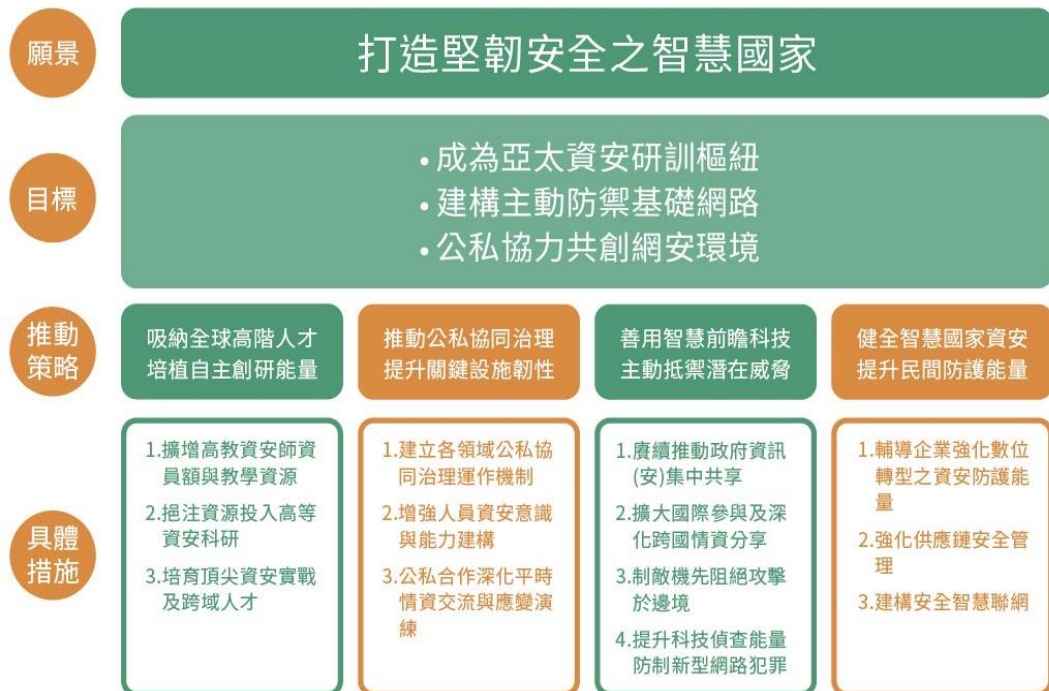 願景
打造堅韌安全之智慧國家
目標
•成為亞太資安研訓樞紐
•建構主動防禦基礎網路
•公私協力共創網安環境
推動
策略
吸納全球高階人才
培植自主創研能量
推動公私協同治理
提升關鍵設施韌性
善用智慧前瞻科技
主動抵禦潛在威脅
健全智慧國家資安
提升民間防護能量
具體
措施
1.擴增高教資安師資
員額與教學資源
2.挹注資源投入高等
資安科研
3.培育頂尖資安實戰
及跨域人才
1.建立各領域公私協
同治理運作機制
2.增強人員資安意識
與能力建構
3.公私合作深化平時
情資交流與應變演
練
1.賡續推動政府資訊
(安)集中共享
2.擴大國際參與及深
化跨國情資分享
3.制敵機先阻絕攻擊
於邊境
4.提升科技偵查能量
防制新型網路犯罪
1.輔導企業強化數位
轉型之資安防護能
量
2.強化供應鏈安全管
理
3.建構安全智慧聯網